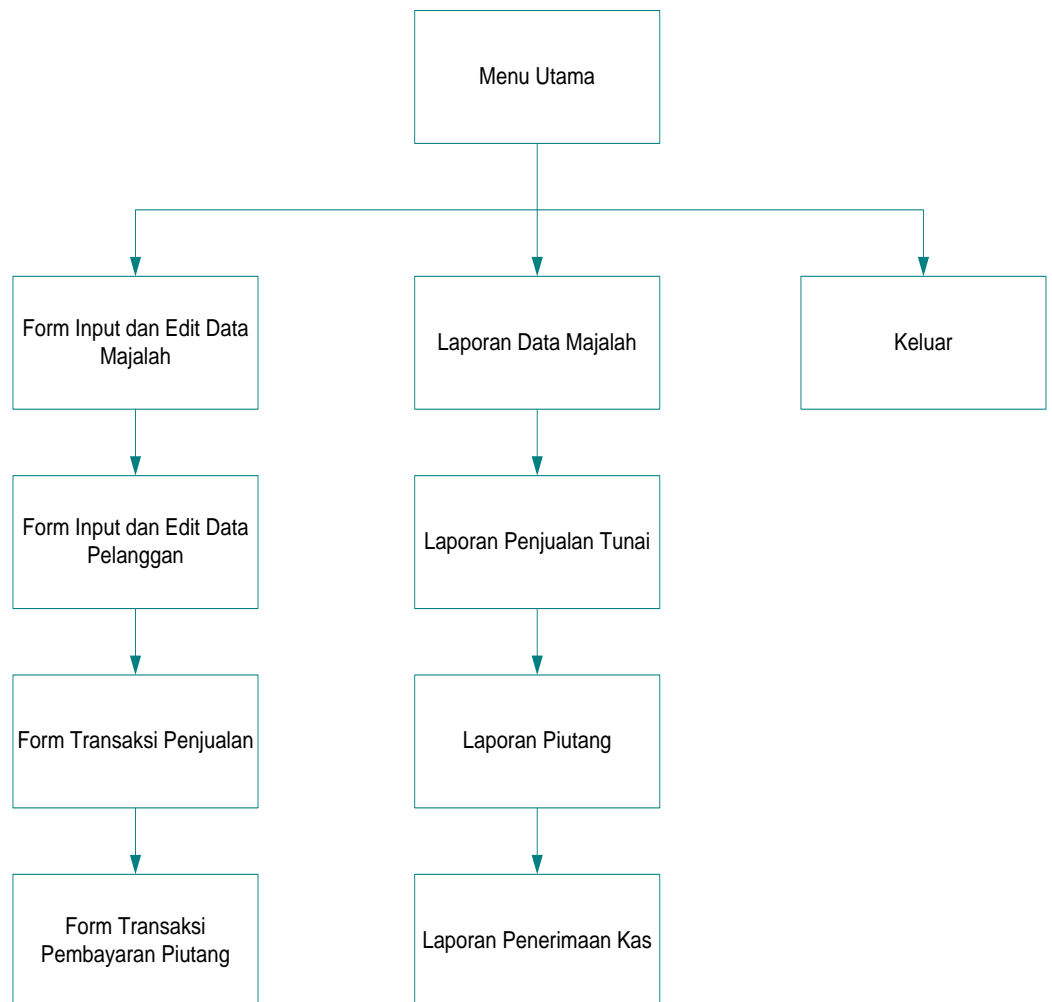 Menu Utama
Form Input dan Edit Data
Majalah
Laporan Data Majalah
Keluar
Form Input dan Edit Data
Pelanggan
Laporan Penjualan Tunai
Form Transaksi Penjualan
Laporan Piutang
Form Transaksi
Pembayaran Piutang
Laporan Penerimaan Kas